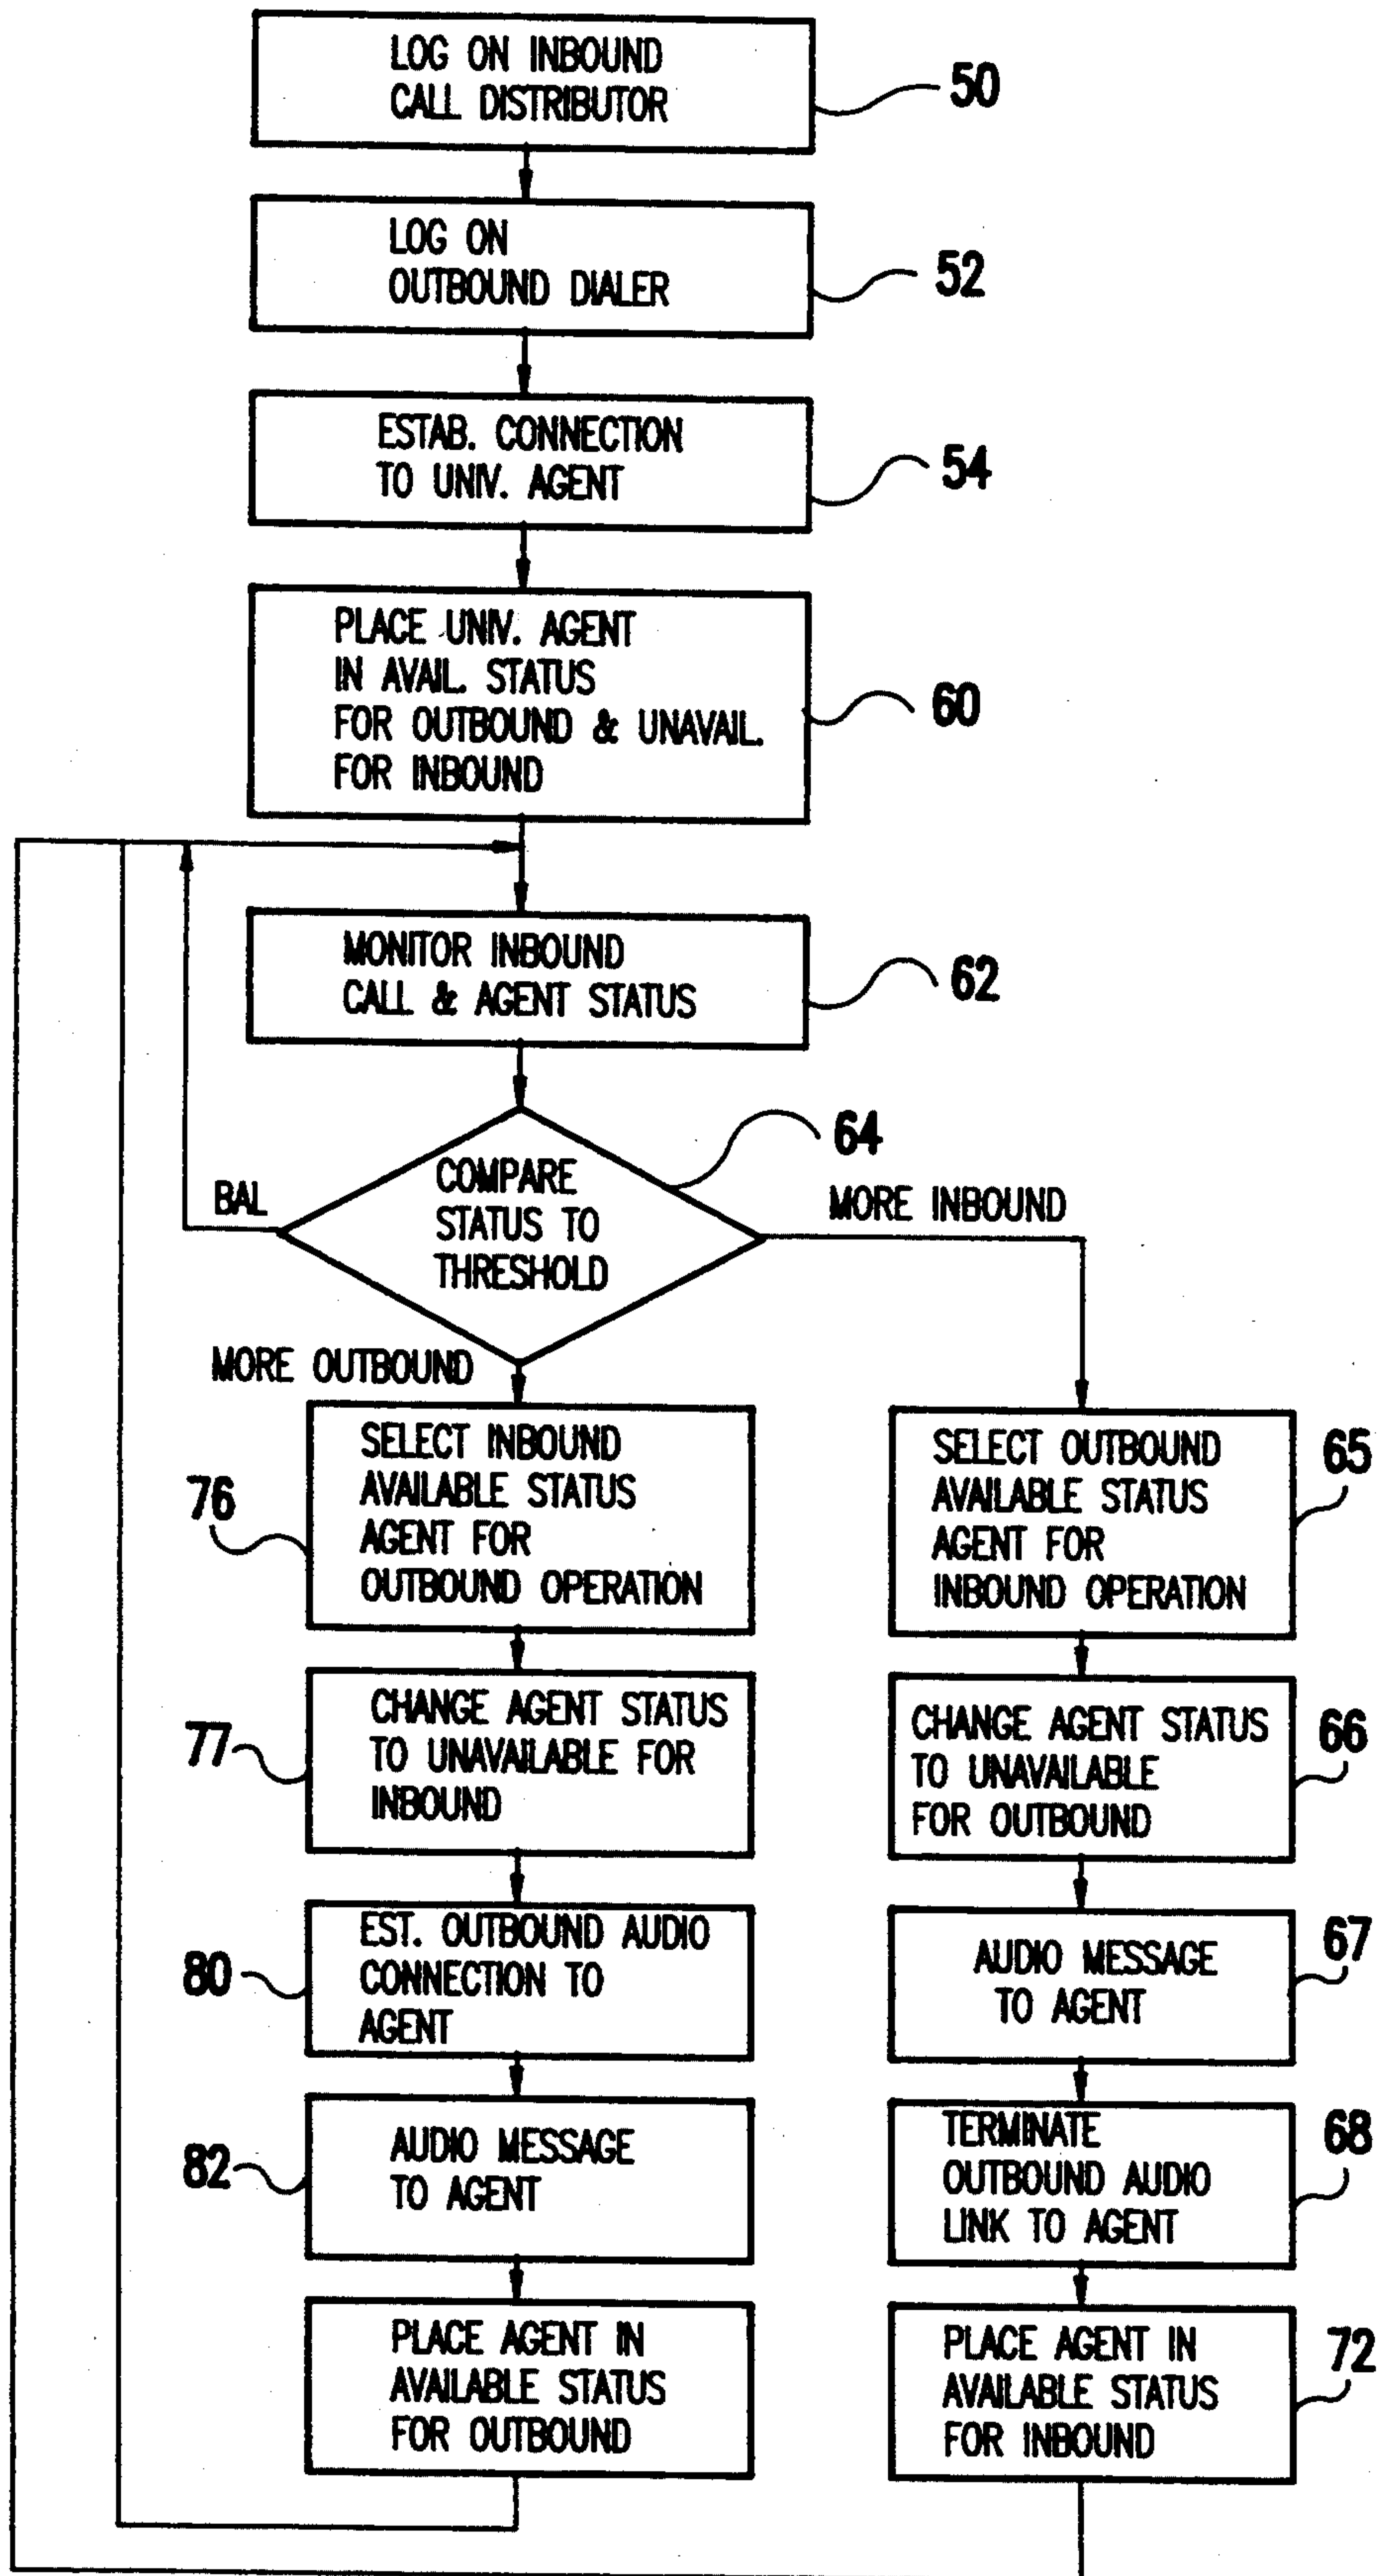 LOG ON INBOUND
CALL DISTRIBUTOR
50
LOG ON
OUTBOUND DIALER
52
ESTAB. CONNECTION
TO UNIV. AGENT
54
PLACE UNIV. AGENT
IN AVAIL. STATUS
FOR OUTBOUND & UNAVAIL.
FOR INBOUND
60
MONITOR INBOUND
CALL & AGENT STATUS
62
COMPARE
STATUS TO
THRESHOLD
64
BAL
MORE INBOUND
MORE OUTBOUND
SELECT INBOUND
AVAILABLE STATUS
AGENT FOR
OUTBOUND OPERATION
76
CHANGE AGENT STATUS
TO UNAVAILABLE FOR
INBOUND
77
EST. OUTBOUND AUDIO
CONNECTION TO
AGENT
80
AUDIO MESSAGE
TO AGENT
82
PLACE AGENT IN
AVAILABLE STATUS
FOR OUTBOUND
SELECT OUTBOUND
AVAILABLE STATUS
AGENT FOR
INBOUND OPERATION
65
CHANGE AGENT STATUS
TO UNAVAILABLE
FOR OUTBOUND
66
AUDIO MESSAGE
TO AGENT
67
TERMINATE
OUTBOUND AUDIO
LINK TO AGENT
68
PLACE AGENT IN
AVAILABLE STATUS
FOR INBOUND
72